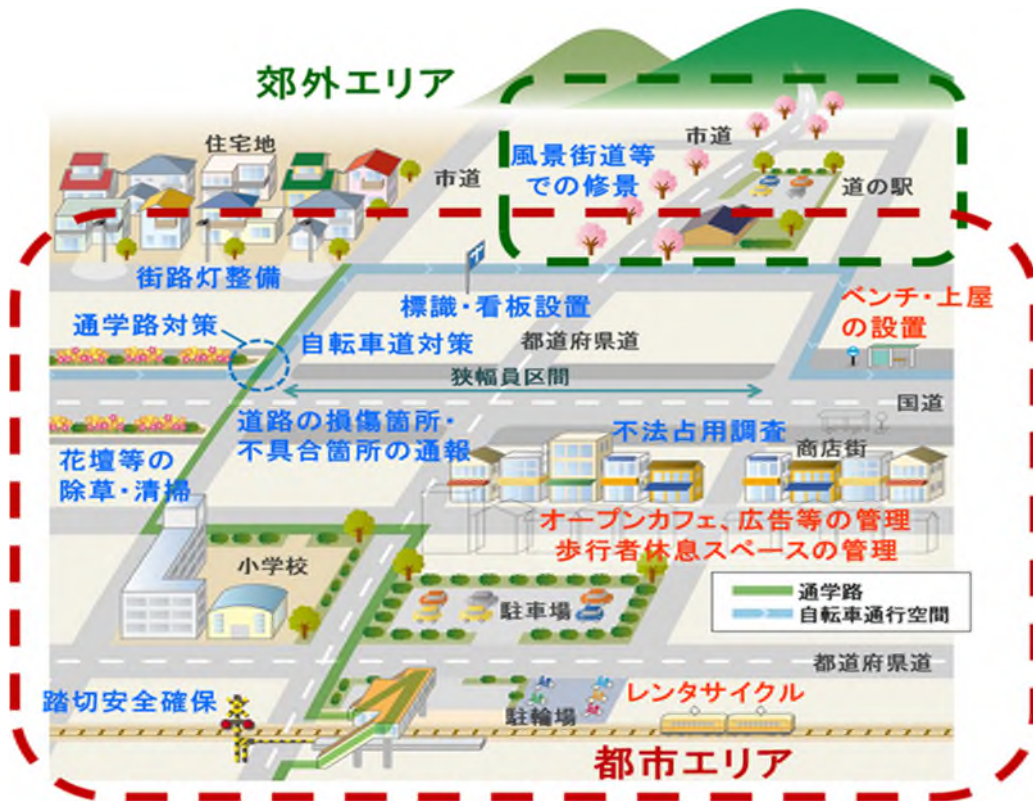 郊外エリア
住宅地
市道
市道
風景街道等
での修景
道の駅
街路灯整備
標識・看板設置
ベンチ・上屋
の設置
通学路対策
自転車道対策
都道府県道
狭幅員区間
国道
道路の損傷箇所・
不具合箇所の通報
不法占用調査
商店街
花壇等の
除草・清掃
オープンカフェ、広告等の管理
歩行者休息スペースの管理
小学校
駐車場
通学路
自転車通行空間
都道府県道
踏切安全確保
駐輪場
レンタサイクル
都市エリア